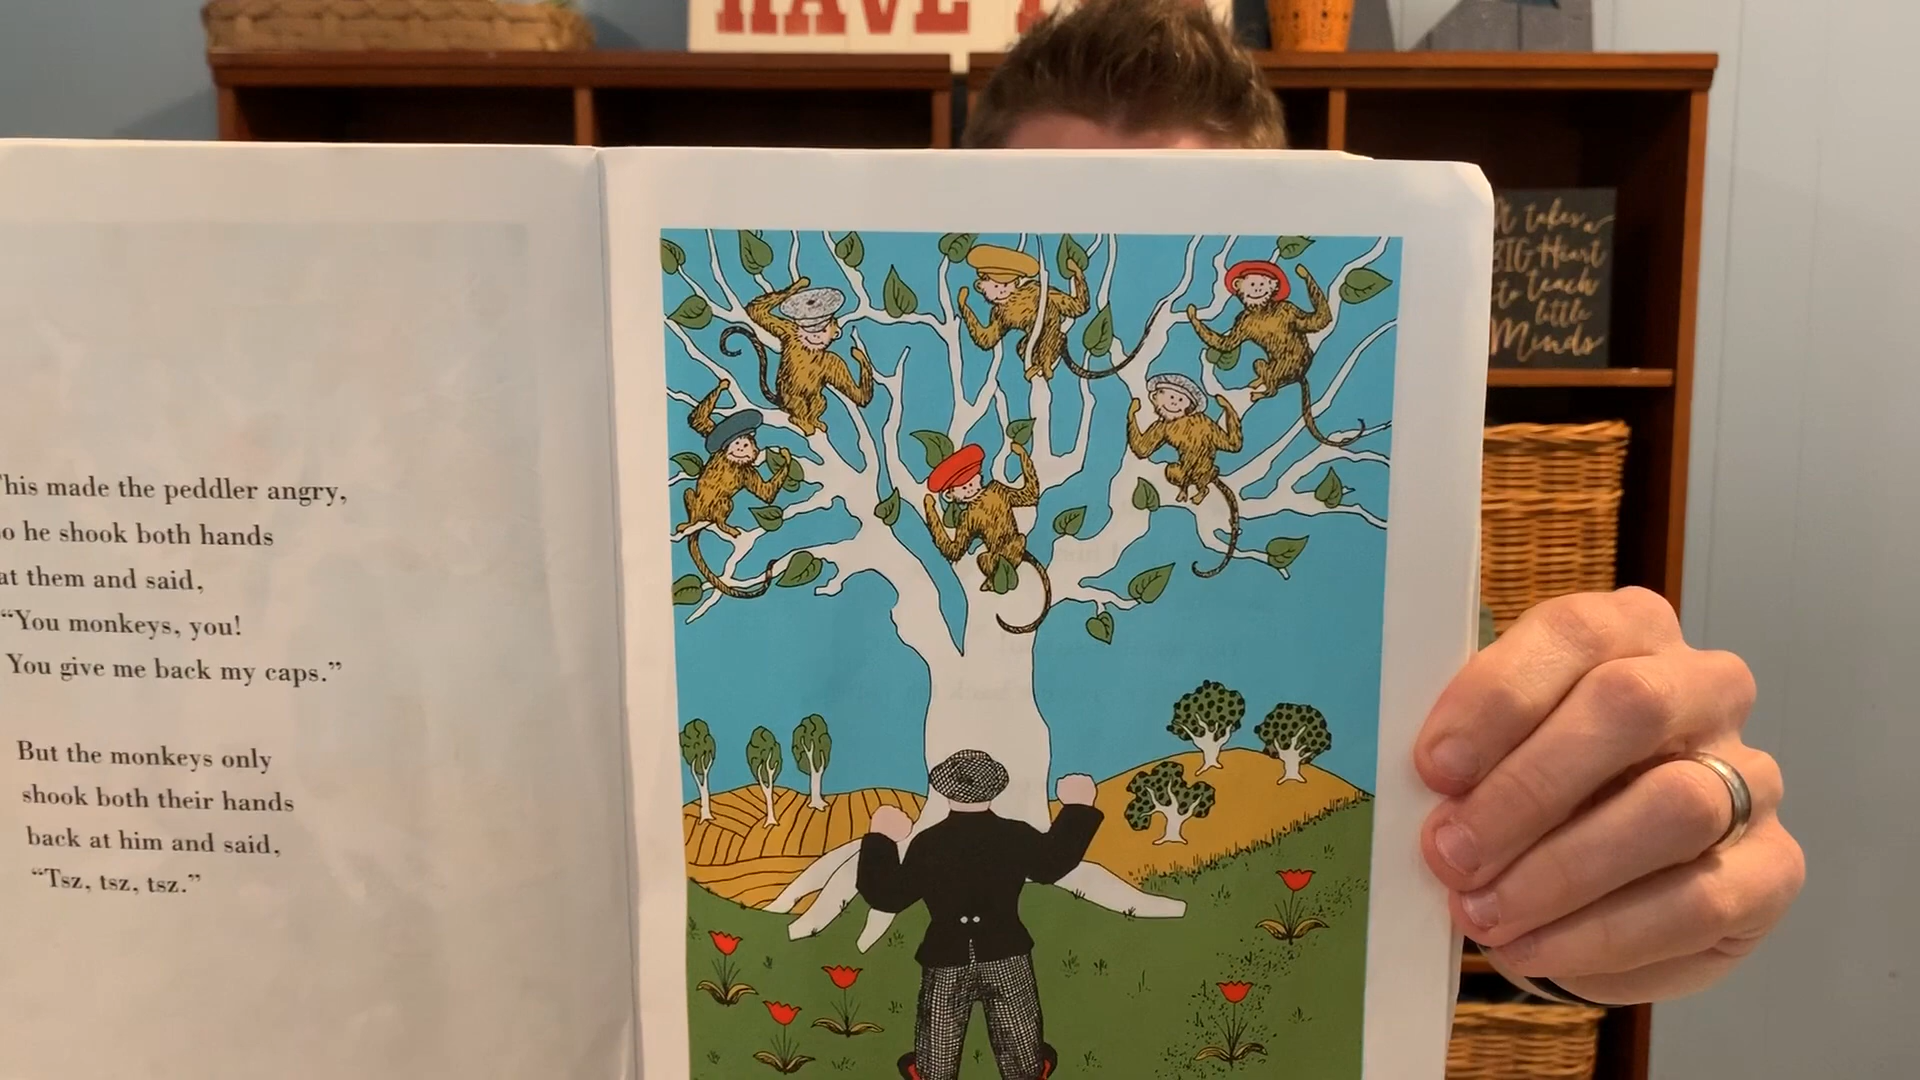 HAVE
It takes a
BIG Heart
to teach
little
Minds
This made the peddler angry,
so he shook both hands
at them and said,
“You monkeys, you!
You give me back my caps.”
But the monkeys only
shook both their hands
back at him and said,
“Tsz, tsz, tsz.”